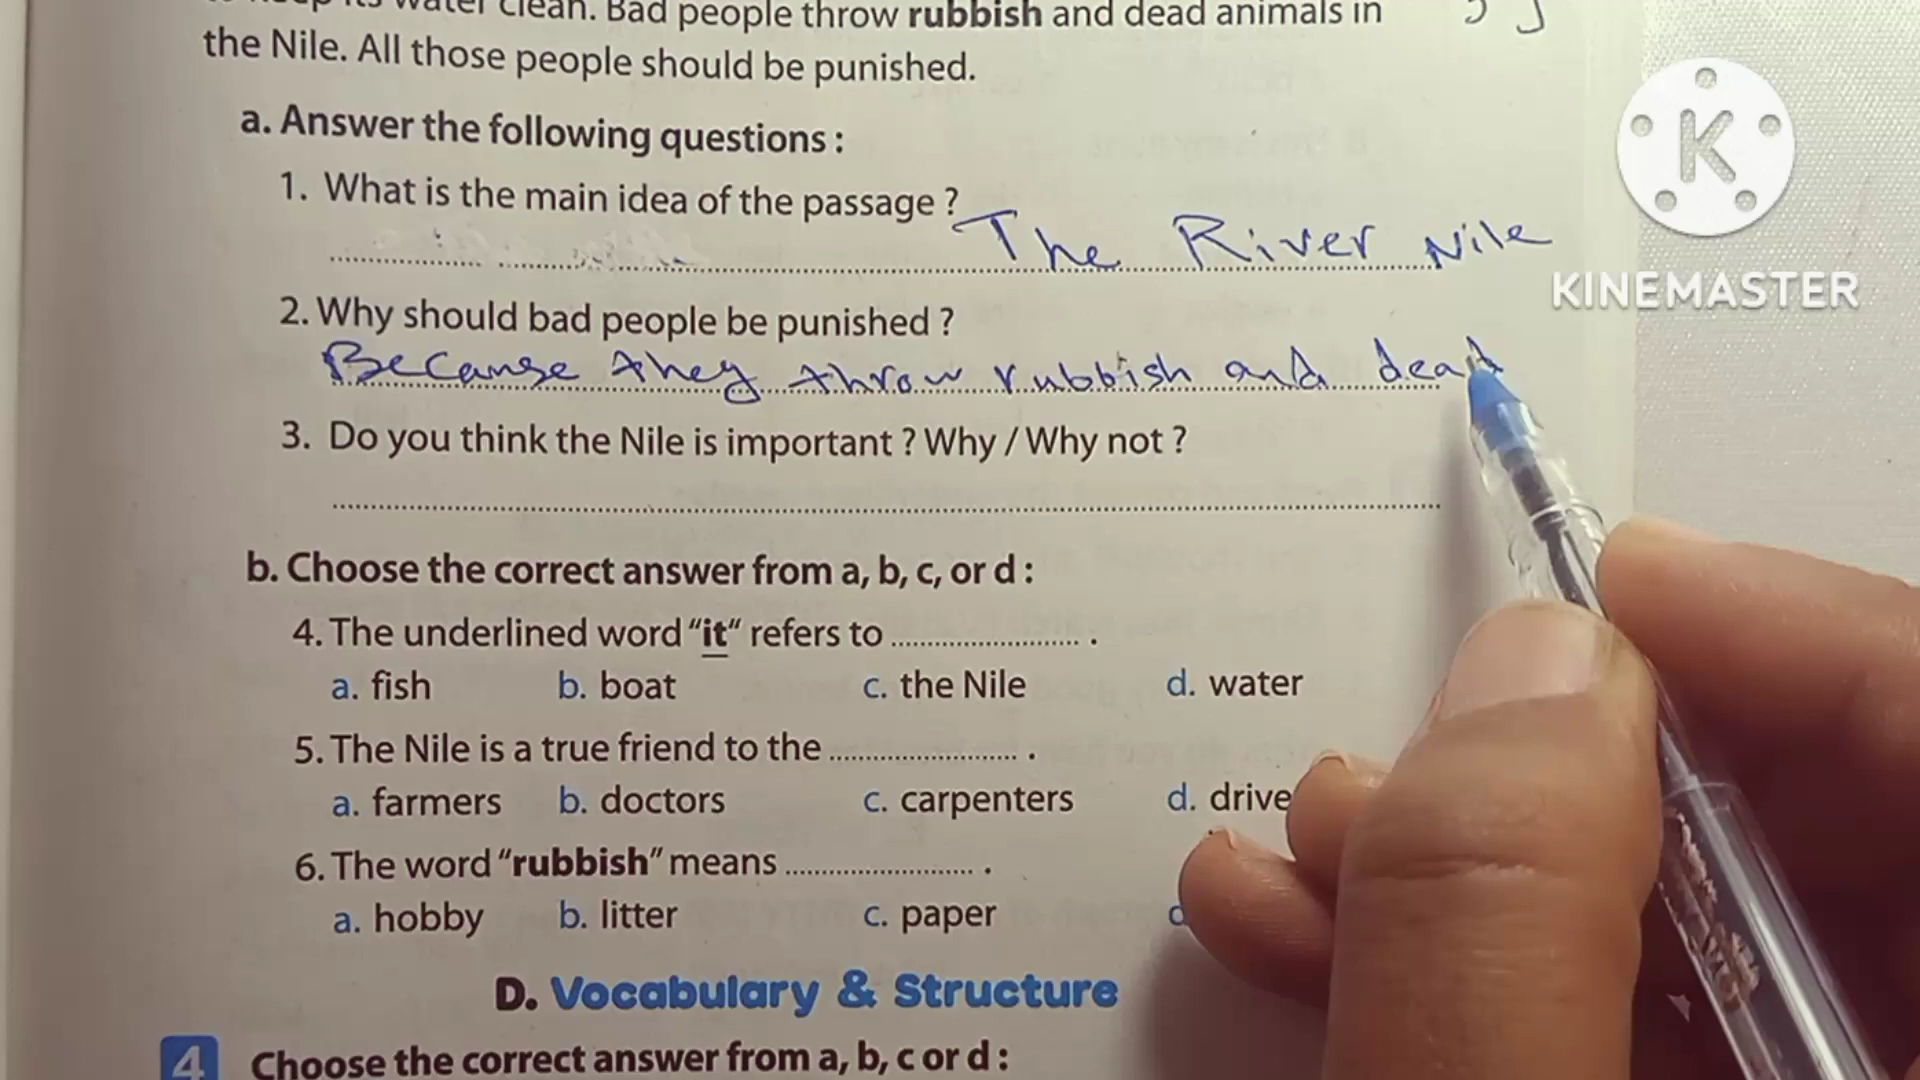 water clean. Bad people throw rubbish and dead animals in
the Nile. All those people should be punished.
a. Answer the following questions :
1. What is the main idea of the passage ?
The River Nile
2. Why should bad people be punished ?
Because they throw rubbish and dead
3. Do you think the Nile is important ? Why / Why not ?
b. Choose the correct answer from a, b, c, or d :
4. The underlined word “it“ refers to ........................ .
a. fish b. boat c. the Nile d. water
5. The Nile is a true friend to the ........................ .
a. farmers b. doctors c. carpenters d. drive
6. The word “rubbish” means ........................ .
a. hobby b. litter c. paper
D. Vocabulary & Structure
4 Choose the correct answer from a, b, c or d :
K
KINEMASTER